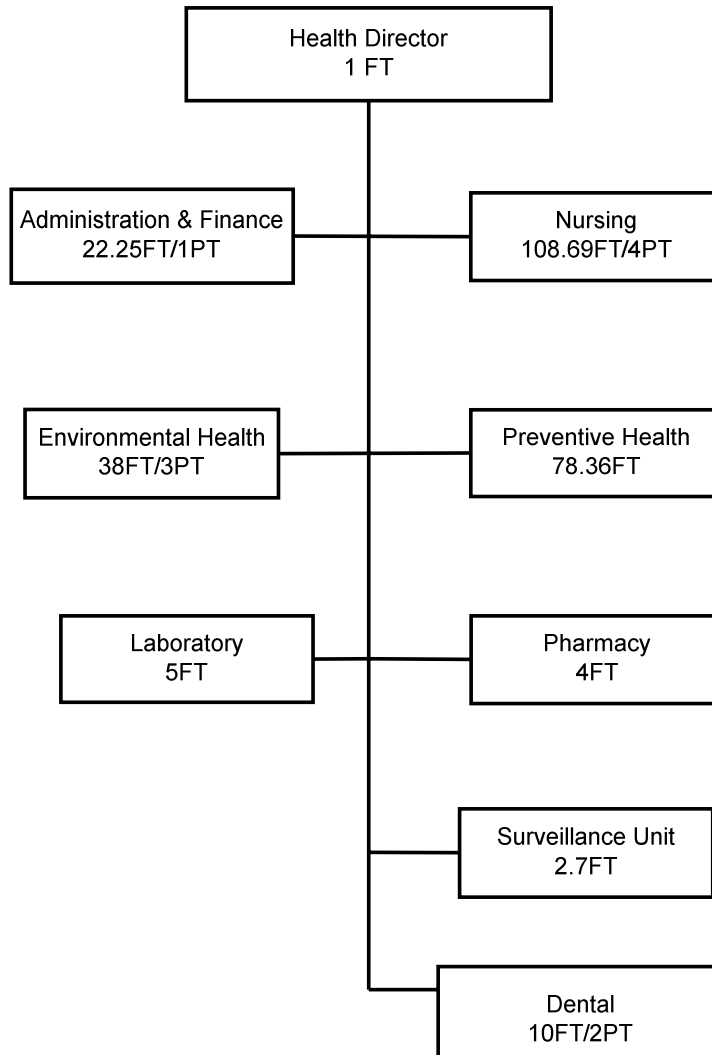 Health Director
1 FT
Administration & Finance
22.25FT/1PT
Nursing
108.69FT/4PT
Environmental Health
38FT/3PT
Preventive Health
78.36FT
Laboratory
5FT
Pharmacy
4FT
Surveillance Unit
2.7FT
Dental
10FT/2PT